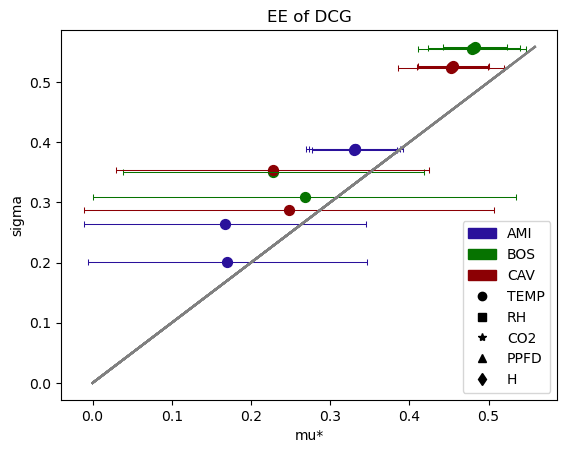 EE of DCG
sigma
0.5
0.4
0.3
0.2
0.1
0.0
AMI
BOS
CAV
TEMP
RH
CO2
PPFD
H
0.0 0.1 0.2 0.3 0.4 0.5
mu*